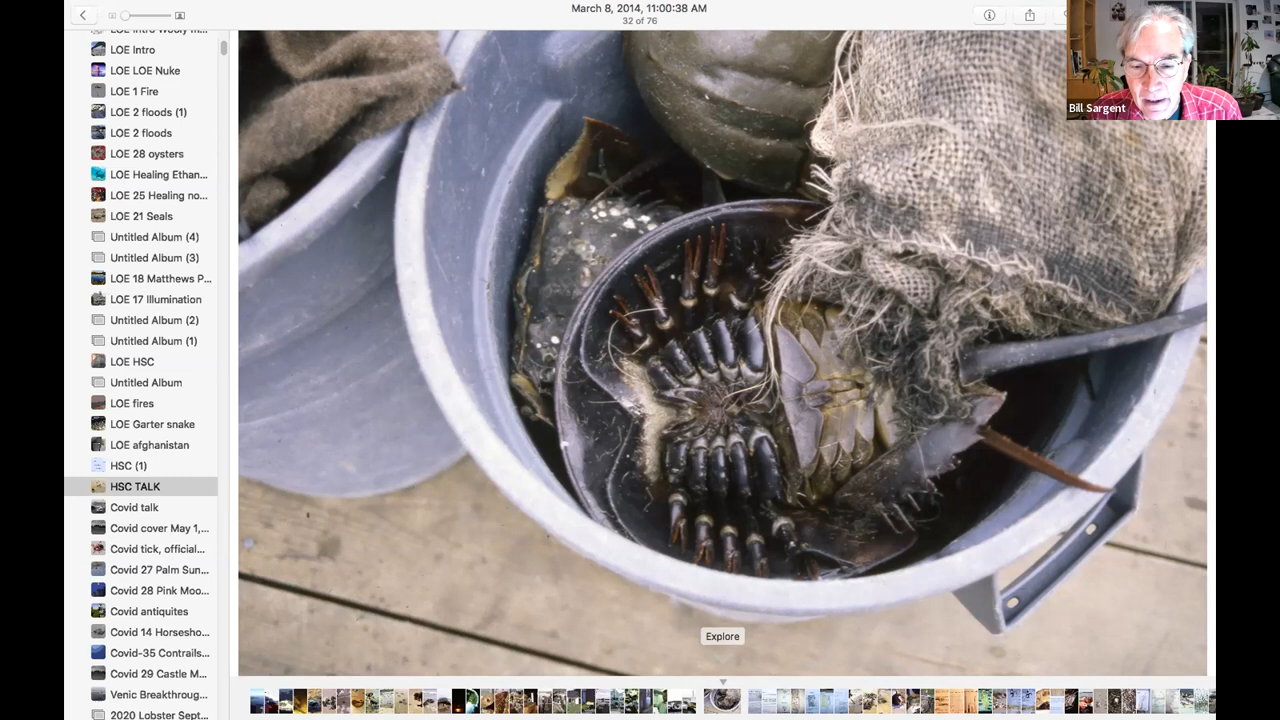 March 8, 2014, 11:00:38 AM
32 of 76
Bill Sargent
LOE Intro
LOE LOE Nuke
LOE 1 Fire
LOE 2 floods (1)
LOE 2 floods
LOE 28 oysters
LOE Healing Ethan...
LOE 25 Healing no...
LOE 21 Seals
Untitled Album (4)
Untitled Album (3)
LOE 18 Matthews P...
LOE 17 Illumination
Untitled Album (2)
Untitled Album (1)
LOE HSC
Untitled Album
LOE fires
LOE Garter snake
LOE afghanistan
HSC (1)
HSC TALK
Covid talk
Covid cover May 1,...
Covid tick, official...
Covid 27 Palm Sun...
Covid 28 Pink Moo...
Covid antiquites
Covid 14 Horsesho...
Covid-35 Contrails...
Covid 29 Castle M...
Venic Breakthroug...
2020 Lobster Sept...
Explore